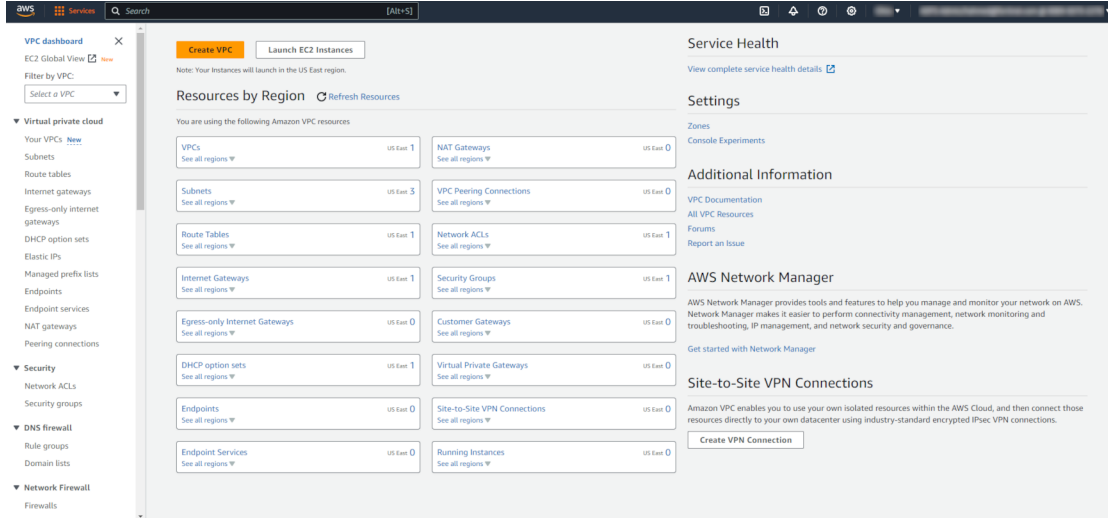 aws
Services
Search
[Alt+S]
VPC dashboard
EC2 Global View New
Filter by VPC:
Select a VPC
Virtual private cloud
Your VPCs New
Subnets
Route tables
Internet gateways
Egress-only internet
gateways
DHCP option sets
Elastic IPs
Managed prefix lists
Endpoints
Endpoint services
NAT gateways
Peering connections
Security
Network ACLs
Security groups
DNS firewall
Rule groups
Domain lists
Network Firewall
Firewalls
Create VPC
Launch EC2 Instances
Note: Your Instances will launch in the US East region.
Resources by Region Refresh Resources
You are using the following Amazon VPC resources
VPCs US East 1
See all regions
NAT Gateways US East 0
See all regions
Subnets US East 3
See all regions
VPC Peering Connections US East 0
See all regions
Route Tables US East 1
See all regions
Network ACLs US East 1
See all regions
Internet Gateways US East 1
See all regions
Security Groups US East 1
See all regions
Egress-only Internet Gateways US East 0
See all regions
Customer Gateways US East 0
See all regions
DHCP option sets US East 1
See all regions
Virtual Private Gateways US East 0
See all regions
Endpoints US East 0
See all regions
Site-to-Site VPN Connections US East 0
See all regions
Endpoint Services US East 0
See all regions
Running Instances US East 0
See all regions
Service Health
View complete service health details
Settings
Zones
Console Experiments
Additional Information
VPC Documentation
All VPC Resources
Forums
Report an Issue
AWS Network Manager
AWS Network Manager provides tools and features to help you manage and monitor your network on AWS.
Network Manager makes it easier to perform connectivity management, network monitoring and
troubleshooting, IP management, and network security and governance.
Get started with Network Manager
Site-to-Site VPN Connections
Amazon VPC enables you to use your own isolated resources within the AWS Cloud, and then connect those
resources directly to your own datacenter using industry-standard encrypted IPsec VPN connections.
Create VPN Connection